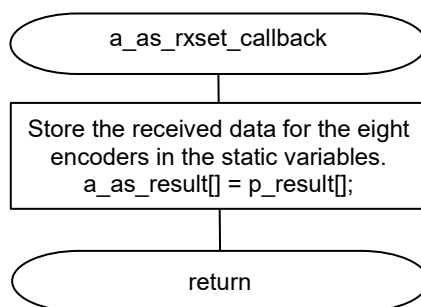 a_as_rxset_callback
Store the received data for the eight
encoders in the static variables.
a_as_result[] = p_result[];
return